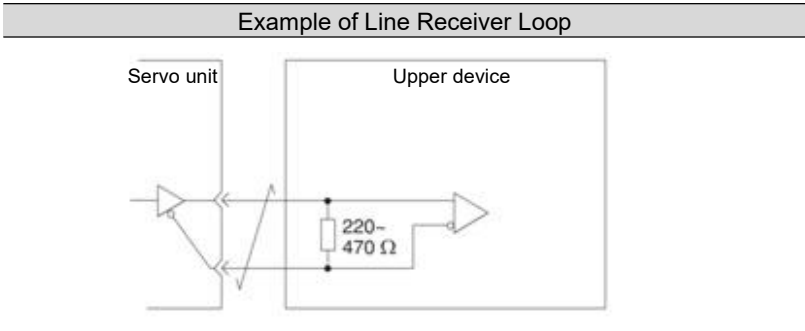 Example of Line Receiver Loop
Servo unit
Upper device
220~
470 Ω